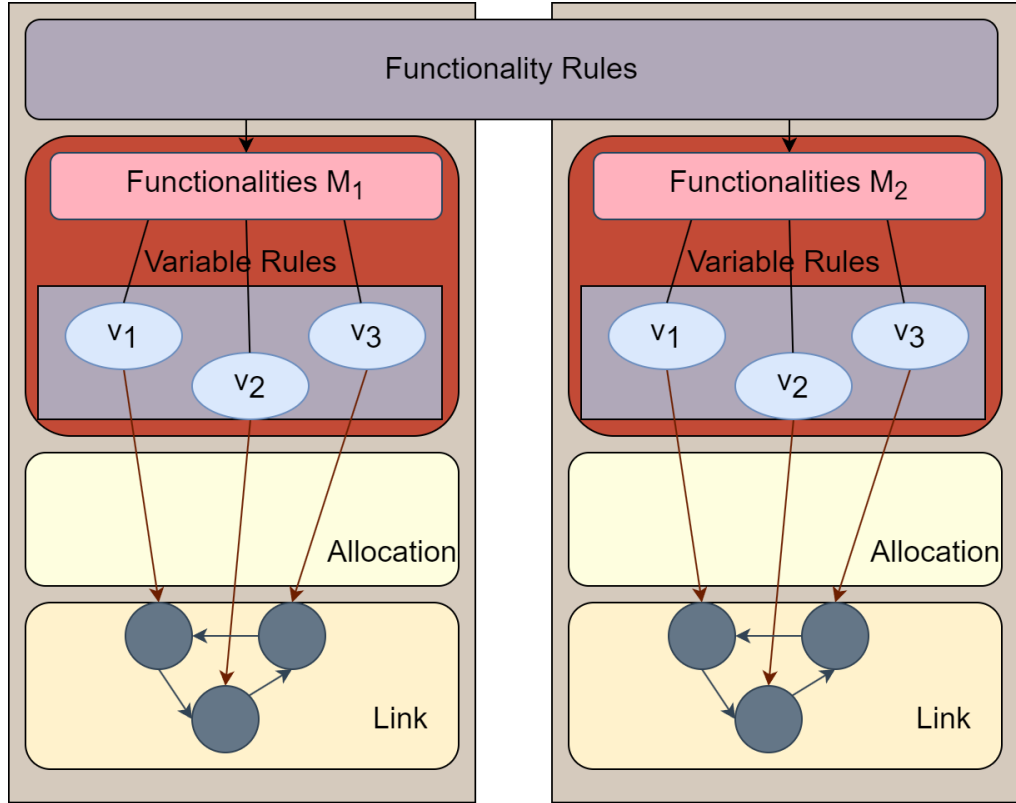 Functionality Rules
Functionalities M₁
Variable Rules
v₁
v₂
v₃
Allocation
Link
Functionalities M₂
Variable Rules
v₁
v₂
v₃
Allocation
Link